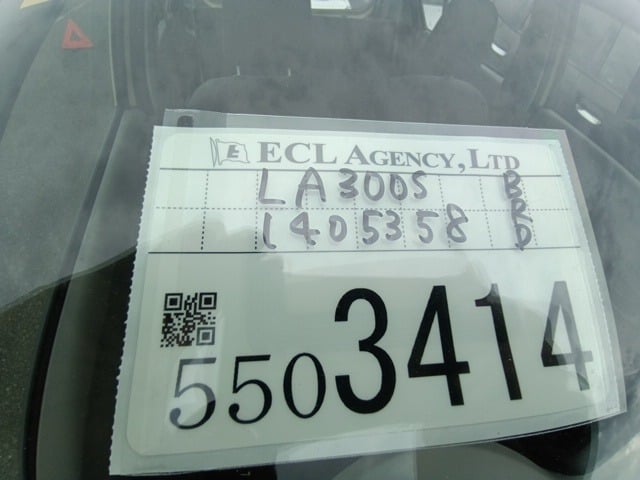 E ECL AGENCY, LTD
LA300S B
1405358
5503414